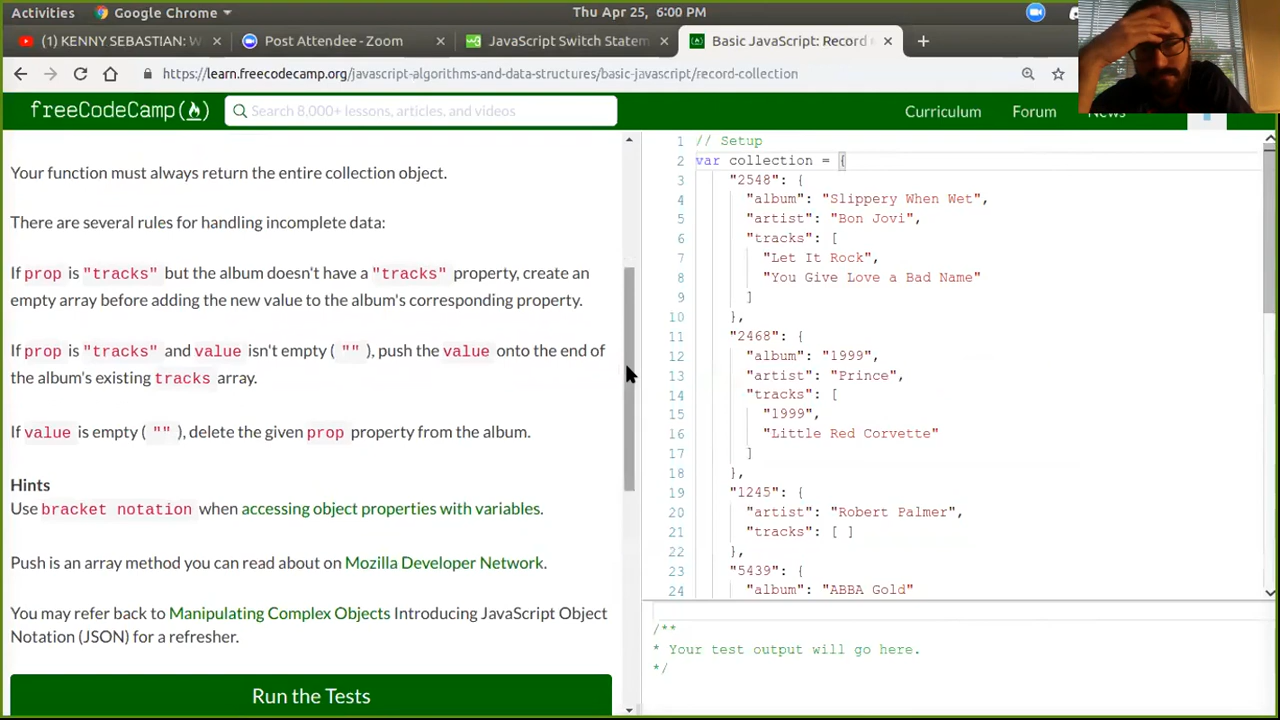 Activities
Google Chrome
Thu Apr 25, 6:00 PM
(1) KENNY SEBASTIAN: W
Post Attendee - Zoom
JavaScript Switch Statem
Basic JavaScript: Record
https://learn.freecodecamp.org/javascript-algorithms-and-data-structures/basic-javascript/record-collection
freeCodeCamp
Search 8,000+ lessons, articles, and videos
Curriculum
Forum
News
Your function must always return the entire collection object.
There are several rules for handling incomplete data:
If prop is "tracks" but the album doesn't have a "tracks" property, create an
empty array before adding the new value to the album's corresponding property.
If prop is "tracks" and value isn't empty ( "" ), push the value onto the end of
the album's existing tracks array.
If value is empty ( "" ), delete the given prop property from the album.
Hints
Use bracket notation when accessing object properties with variables.
Push is an array method you can read about on Mozilla Developer Network.
You may refer back to Manipulating Complex Objects Introducing JavaScript Object
Notation (JSON) for a refresher.
Run the Tests
1 // Setup
2 var collection = {
3 "2548": {
4 "album": "Slippery When Wet",
5 "artist": "Bon Jovi",
6 "tracks": [
7 "Let It Rock",
8 "You Give Love a Bad Name"
9 ]
10 },
11 "2468": {
12 "album": "1999",
13 "artist": "Prince",
14 "tracks": [
15 "1999",
16 "Little Red Corvette"
17 ]
18 },
19 "1245": {
20 "artist": "Robert Palmer",
21 "tracks": [ ]
22 },
23 "5439": {
24 "album": "ABBA Gold"
/**
* Your test output will go here.
*/